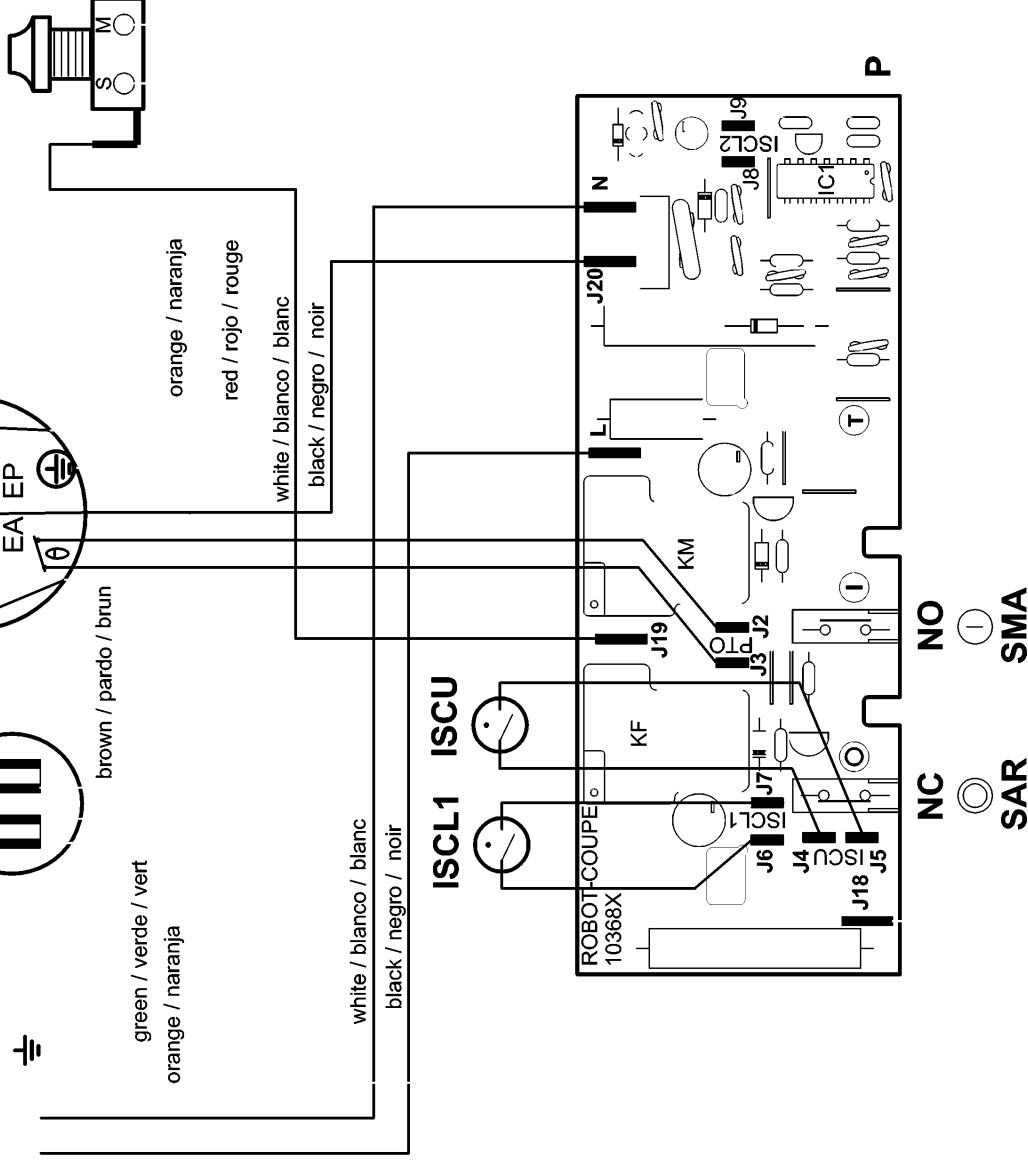 M
S
N
J20
J9
ISCL2
J8
IC1
P
orange / naranja
red / rojo / rouge
white / blanco / blanc
black / negro / noir
L
T
EP
EA
θ
KM
J19
J2
PTO
J3
I
NO
I
SMA
brown / pardo / brun
ISCU
KF
ISCL1
J7
ISCL1
J6
J4
ISCU
J5
J18
NC
SAR
green / verde / vert
orange / naranja
white / blanco / blanc
black / negro / noir
ROBOT-COUPE
10368X